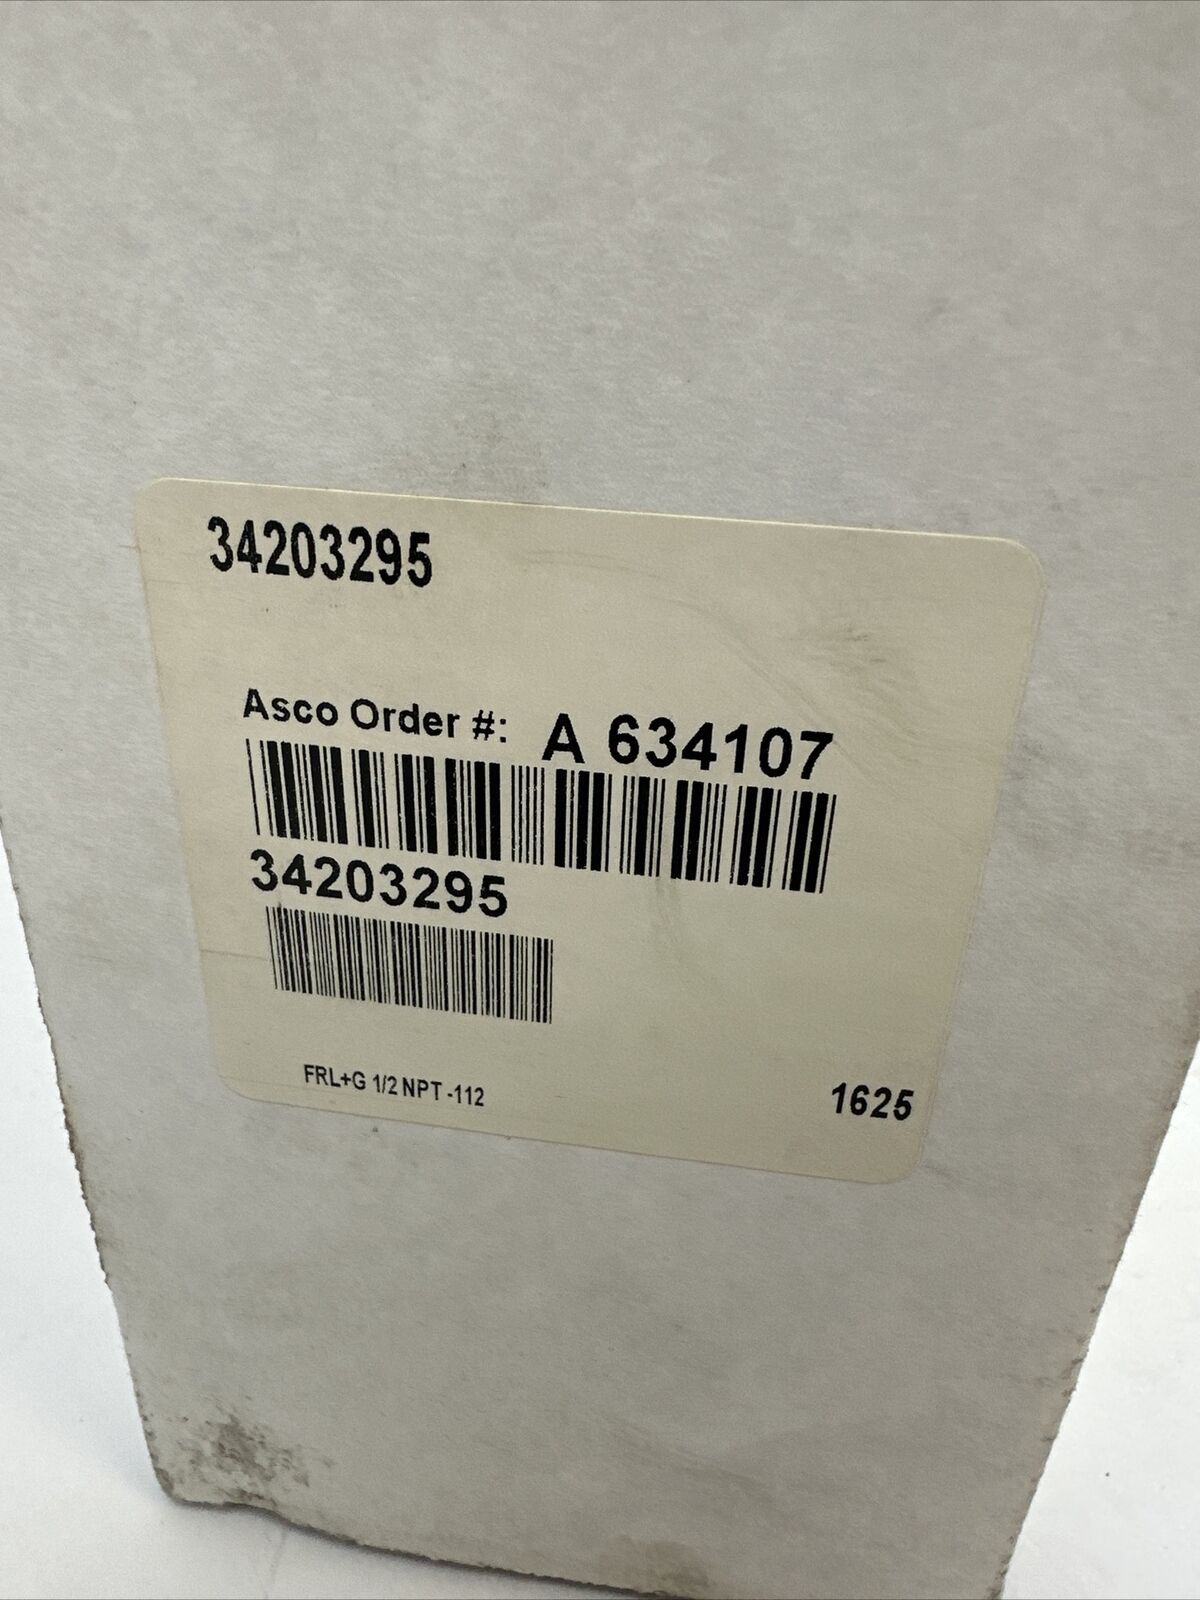 34203295
Asco Order #: A 634107
34203295
FRL+G 1/2 NPT -112
1625